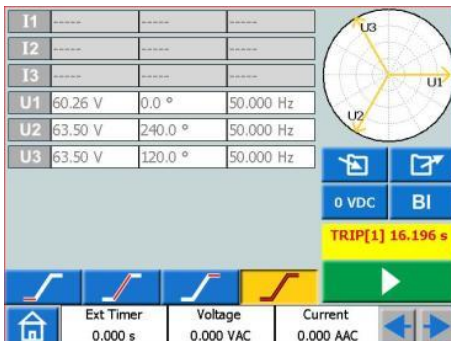 I1 ----- ----- -----
I2 ----- ----- -----
I3 ----- ----- -----
U1 60.26 V 0.0 ° 50.000 Hz
U2 63.50 V 240.0 ° 50.000 Hz
U3 63.50 V 120.0 ° 50.000 Hz
U3
U1
U2
0 VDC BI
TRIP[1] 16.196 s
Ext Timer Voltage Current
0.000 s 0.000 VAC 0.000 AAC